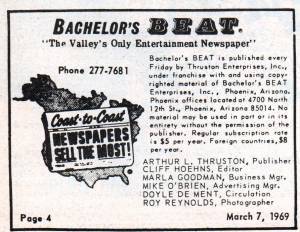 BACHELOR'S BEAT.
"The Valley's Only Entertainment Newspaper"
Phone 277-7681
Coast-to-Coast
NEWSPAPERS
SELL THE MOST!
Bachelor's BEAT is published every
Friday by Thruston Enterprises, Inc.,
under franchise with and using copy-
righted material of Bachelor's BEAT
Enterprises, Inc., Phoenix, Arizona.
Phoenix offices located at 4700 North
12th St., Phoenix, Arizona 85014. No
material may be used in part or in its
entirety without the permission of the
publisher. Regular subscription rate
is $5 per year. Foreign countries, $8
per year.
ARTHUR L. THRUSTON, Publisher
CLIFF HOEHNS, Editor
MARLA GOODMAN, Business Mgr.
MIKE O'BRIEN, Advertising Mgr.
DOYLE DE MENT, Circulation
ROY REYNOLDS, Photographer
Page 4
March 7, 1969